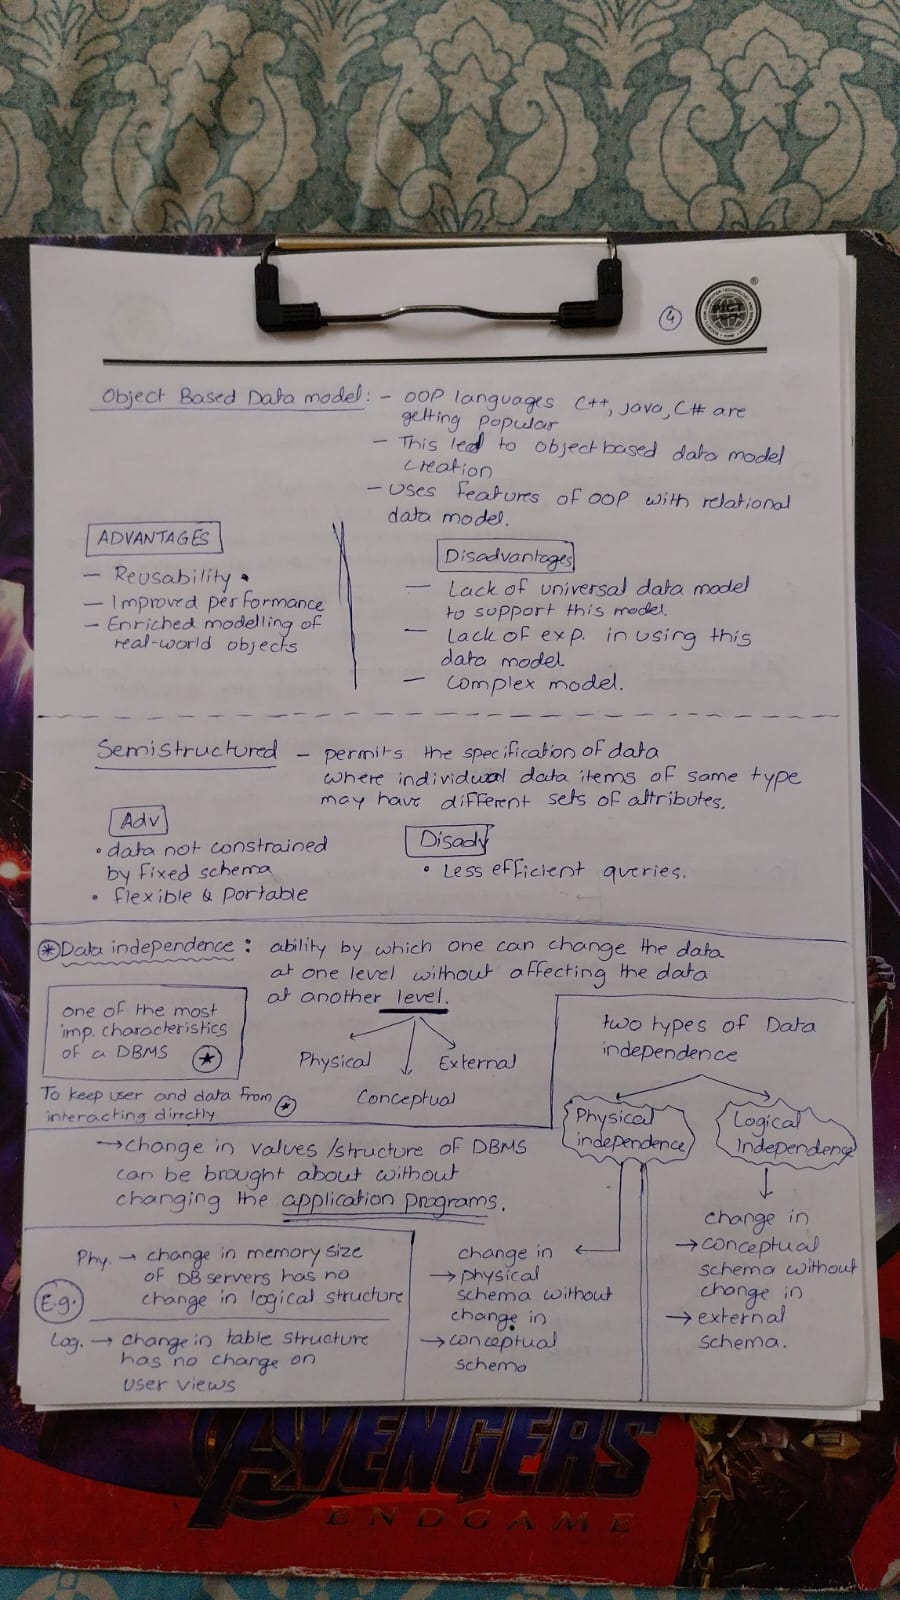 4
PICT
Object Based Data model: - OOP languages C++, java, C# are
getting popular
- This led to object based data model
creation
- Uses features of OOP with relational
data model.
ADVANTAGES
- Reusability.
- Improved performance
- Enriched modelling of
real-world objects
Disadvantages
- Lack of universal data model
to support this model.
- Lack of exp. in using this
data model.
- Complex model.
Semistructured - permits the specification of data
where individual data items of same type
may have different sets of attributes.
Adv
• data not constrained
by fixed schema
• flexible & portable
Disadv
• Less efficient queries.
* Data independence: ability by which one can change the data
at one level without affecting the data
at another level.
Physical
Conceptual
External
one of the most
imp. characteristics
of a DBMS *
To keep user and data from
interacting directly *
→ change in values /structure of DBMS
can be brought about without
changing the application programs.
two types of Data
independence
Physical
independence
Logical
Independence
change in
→ physical
schema without
change in
→ conceptual
schema
change in
→ conceptual
schema without
change in
→ external
schema.
E.g.
Phy. → change in memory size
of DB servers has no
change in logical structure
Log. → change in table structure
has no change on
user views
AVENGERS
ENDGAME